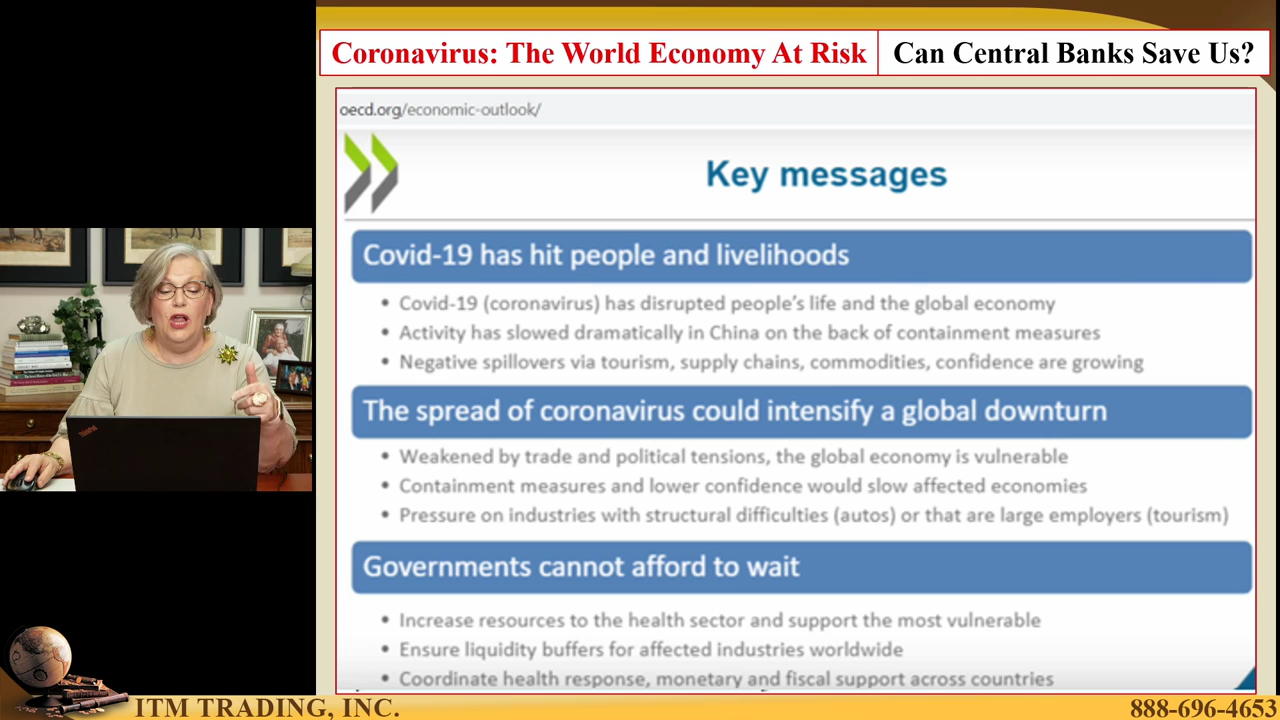 Coronavirus: The World Economy At Risk
Can Central Banks Save Us?
oecd.org/economic-outlook/
Key messages
Covid-19 has hit people and livelihoods
• Covid-19 (coronavirus) has disrupted people's life and the global economy
• Activity has slowed dramatically in China on the back of containment measures
• Negative spillovers via tourism, supply chains, commodities, confidence are growing
The spread of coronavirus could intensify a global downturn
• Weakened by trade and political tensions, the global economy is vulnerable
• Containment measures and lower confidence would slow affected economies
• Pressure on industries with structural difficulties (autos) or that are large employers (tourism)
Governments cannot afford to wait
• Increase resources to the health sector and support the most vulnerable
• Ensure liquidity buffers for affected industries worldwide
• Coordinate health response, monetary and fiscal support across countries
ThinkPad
ITM TRADING, INC.
888-696-4653